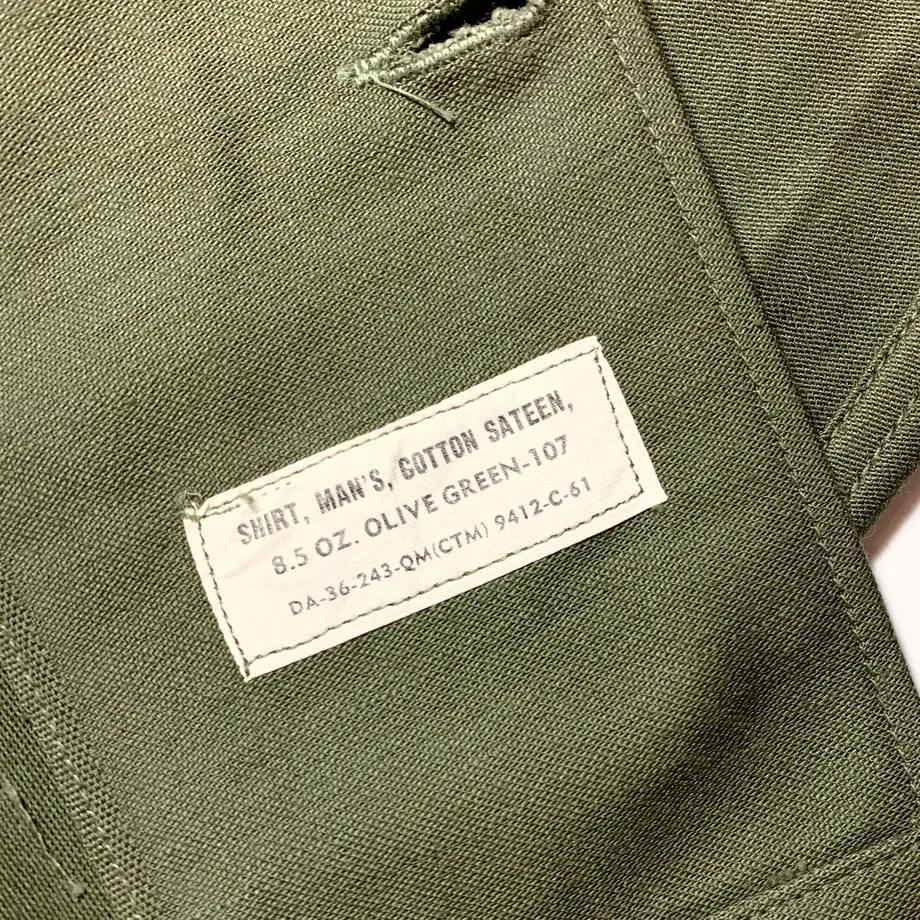 SHIRT, MAN'S, COTTON SATEEN,
8.5 OZ. OLIVE GREEN-107
DA-36-243-QM(CTM) 9412-C-61